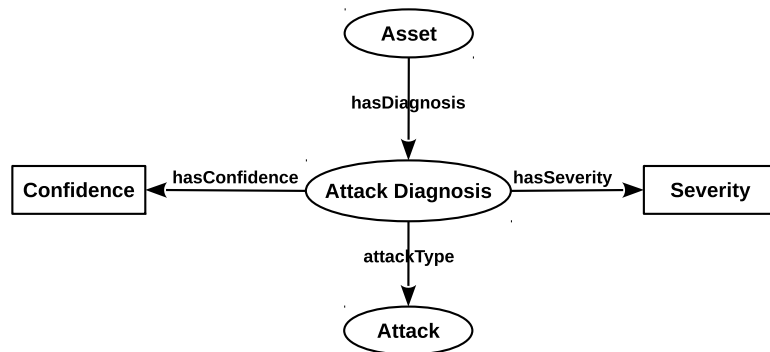 Asset
hasDiagnosis
hasConfidence
hasSeverity
Confidence
Attack Diagnosis
Severity
attackType
Attack